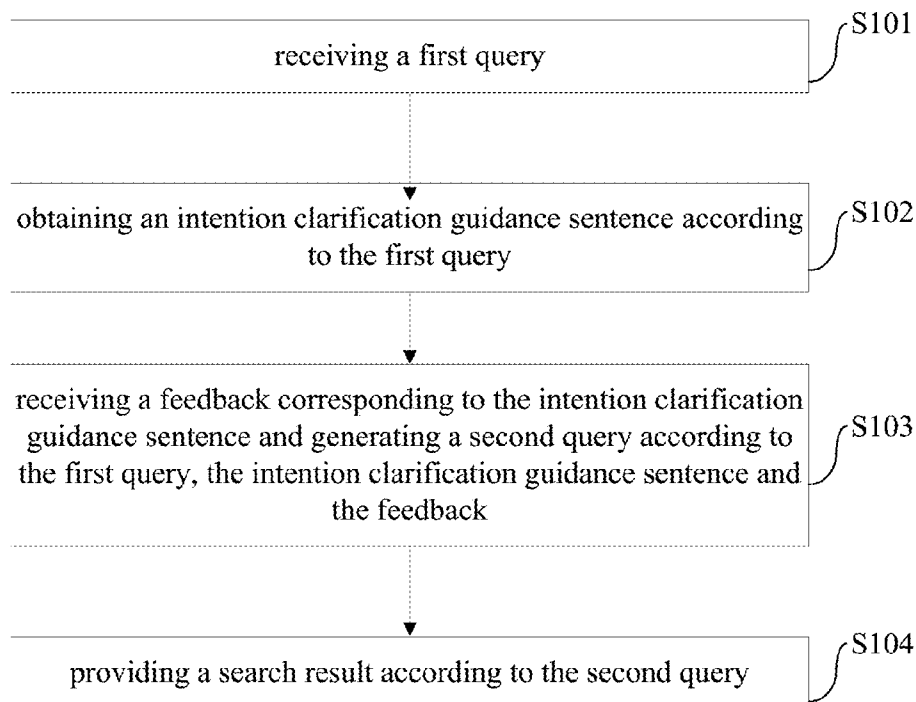 receiving a first query
S101
obtaining an intention clarification guidance sentence according
to the first query
S102
receiving a feedback corresponding to the intention clarification
guidance sentence and generating a second query according to
the first query, the intention clarification guidance sentence and
the feedback
S103
providing a search result according to the second query
S104